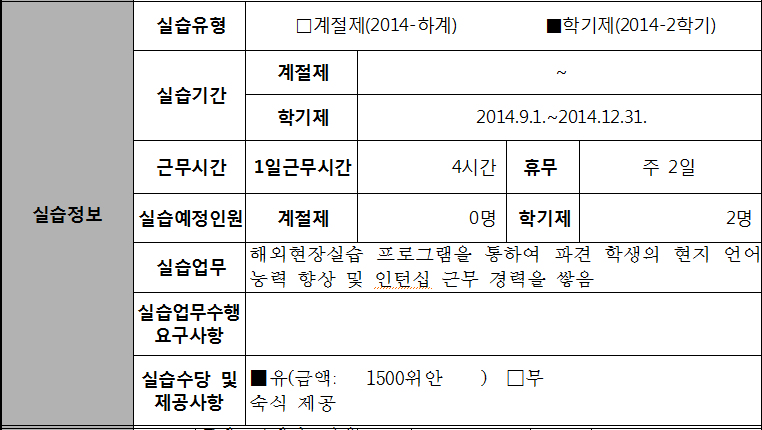 실습정보
실습유형 □계절제(2014-하계) ■학기제(2014-2학기)
실습기간 계절제 ~
학기제 2014.9.1.~2014.12.31.
근무시간 1일근무시간 4시간 휴무 주 2일
실습예정인원 계절제 0명 학기제 2명
실습업무 해외현장실습 프로그램을 통하여 파견 학생의 현지 언어
능력 향상 및 인턴십 근무 경력을 쌓음
실습업무수행
요구사항
실습수당 및 ■유(금액: 1500위안 ) □부
제공사항 숙식 제공